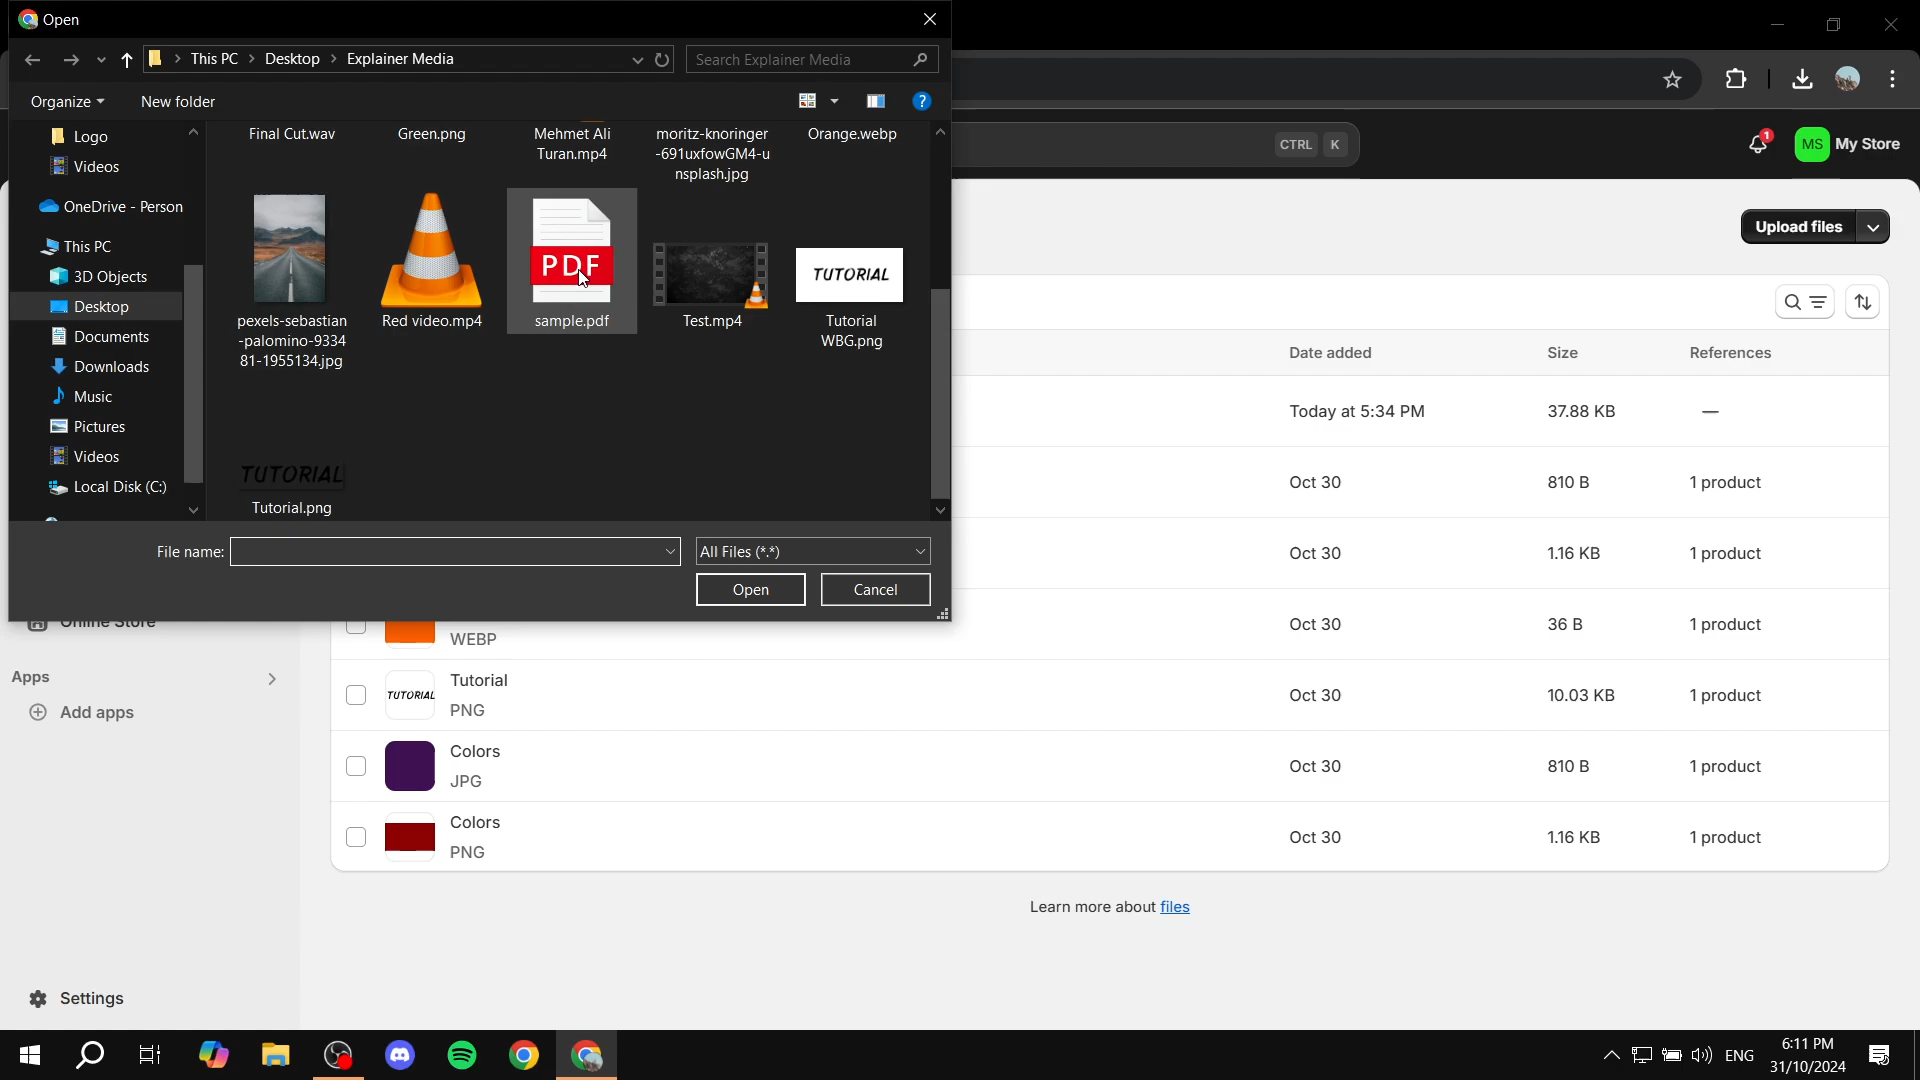 Open
This PC > Desktop > Explainer Media
Search Explainer Media
Organize
New folder
Logo
Videos
OneDrive - Person
This PC
3D Objects
Desktop
Documents
Downloads
Music
Pictures
Videos
Local Disk (C:)
Final Cut.wav
Green.png
Mehmet Ali
Turan.mp4
moritz-knoringer
-691uxfowGM4-u
nsplash.jpg
Orange.webp
pexels-sebastian
-palomino-9334
81-1955134.jpg
Red video.mp4
PDF
sample.pdf
Test.mp4
TUTORIAL
Tutorial
WBG.png
TUTORIAL
Tutorial.png
File name:
All Files (*.*)
Open
Cancel
CTRL K
1
MS My Store
Upload files
Date added Size References
Today at 5:34 PM 37.88 KB —
Oct 30 810 B 1 product
Oct 30 1.16 KB 1 product
WEBP
Oct 30 36 B 1 product
TUTORIAL
Tutorial
PNG
Oct 30 10.03 KB 1 product
Colors
JPG
Oct 30 810 B 1 product
Colors
PNG
Oct 30 1.16 KB 1 product
Learn more about files
Online Store
Apps
Add apps
Settings
ENG
6:11 PM
31/10/2024